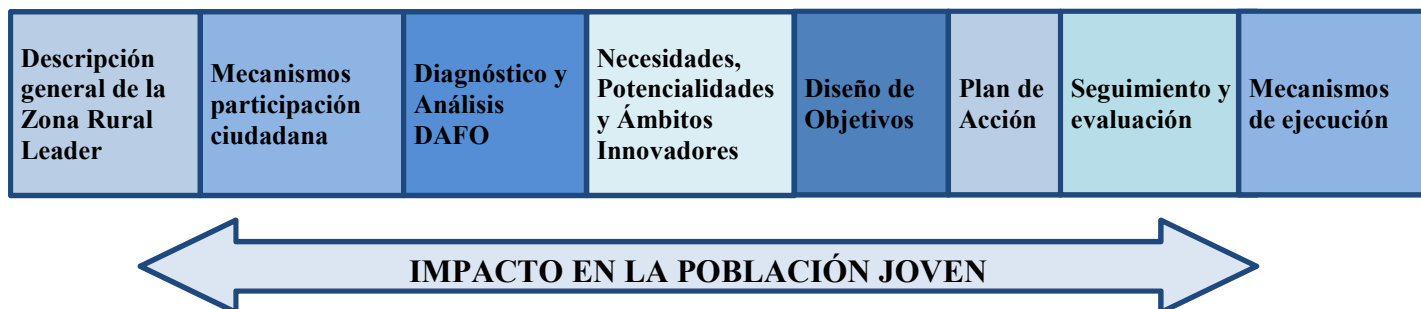 Descripción
general de la
Zona Rural
Leader
Mecanismos
participación
ciudadana
Diagnóstico y
Análisis
DAFO
Necesidades,
Potencialidades
y Ámbitos
Innovadores
Diseño de
Objetivos
Plan de
Acción
Seguimiento y
evaluación
Mecanismos
de ejecución
IMPACTO EN LA POBLACIÓN JOVEN